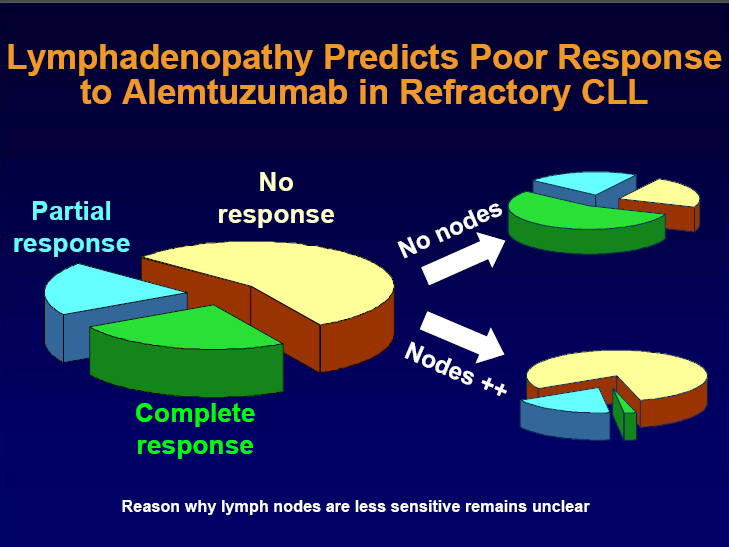 Lymphadenopathy Predicts Poor Response
to Alemtuzumab in Refractory CLL
No
response
Partial
response
No nodes
Nodes ++
Complete
response
Reason why lymph nodes are less sensitive remains unclear